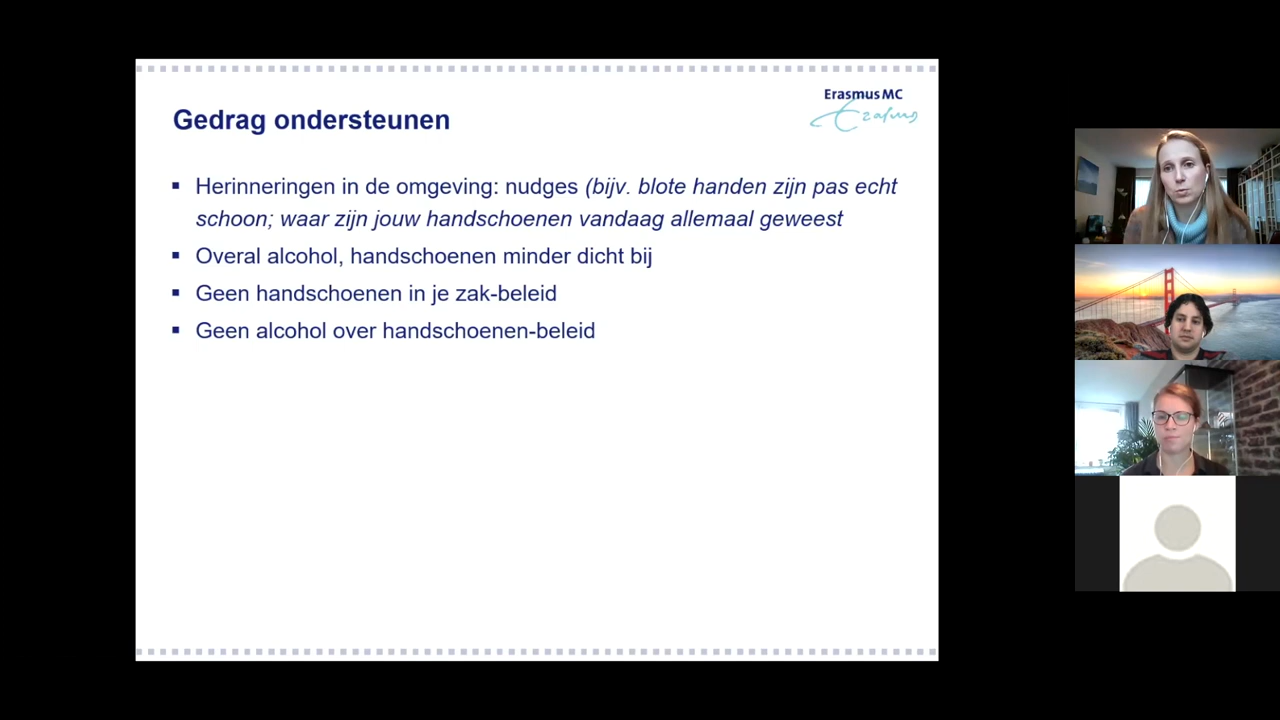 Erasmus MC
Erasmus
Gedrag ondersteunen
▪ Herinneringen in de omgeving: nudges (bijv. blote handen zijn pas echt
schoon; waar zijn jouw handschoenen vandaag allemaal geweest
▪ Overal alcohol, handschoenen minder dicht bij
▪ Geen handschoenen in je zak-beleid
▪ Geen alcohol over handschoenen-beleid